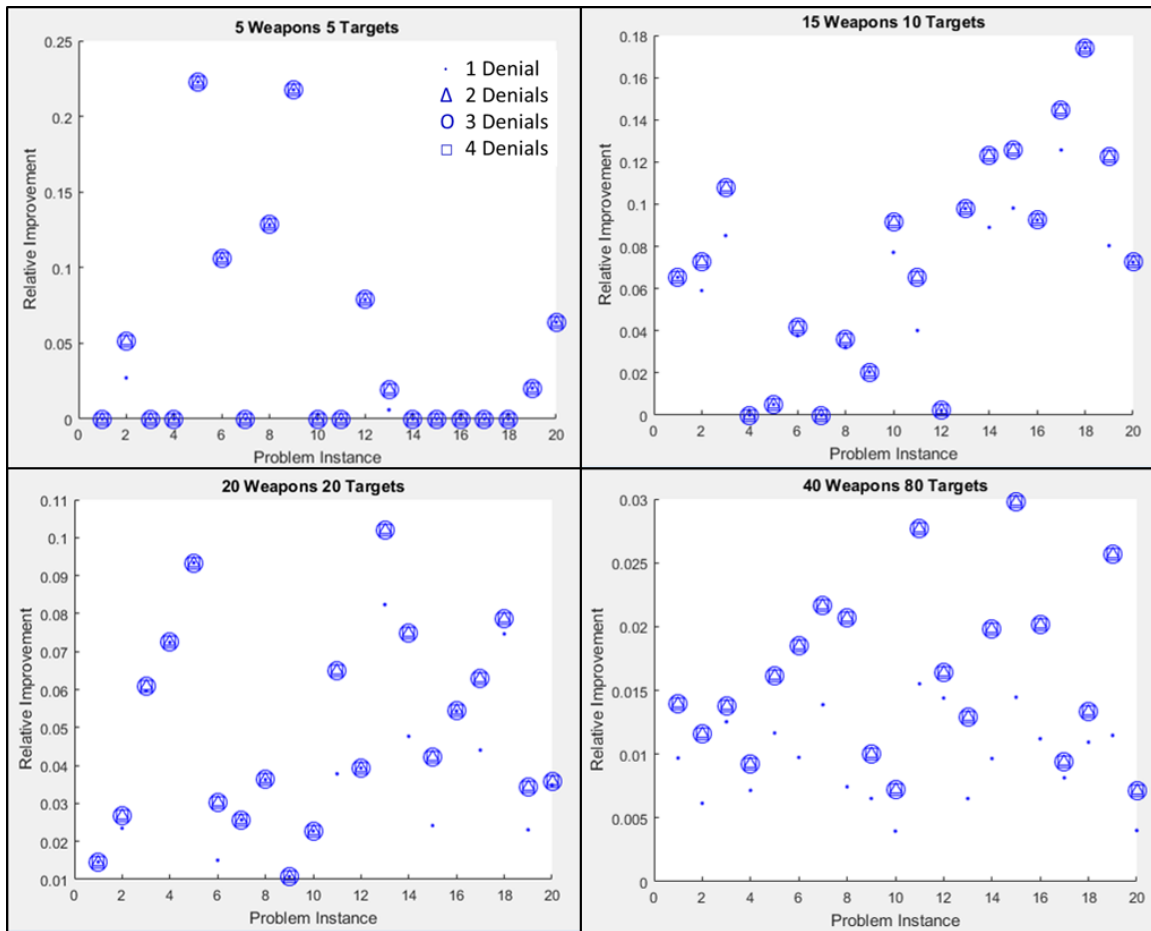 5 Weapons 5 Targets
0.25
0.2
0.15
0.1
0.05
0
Relative Improvement
· 1 Denial
Δ 2 Denials
O 3 Denials
□ 4 Denials
0 2 4 6 8 10 12 14 16 18 20
Problem Instance
15 Weapons 10 Targets
0.18
0.16
0.14
0.12
0.1
0.08
0.06
0.04
0.02
0
Relative Improvement
0 2 4 6 8 10 12 14 16 18 20
Problem Instance
20 Weapons 20 Targets
0.11
0.1
0.09
0.08
0.07
0.06
0.05
0.04
0.03
0.02
0.01
Relative Improvement
0 2 4 6 8 10 12 14 16 18 20
Problem Instance
40 Weapons 80 Targets
0.03
0.025
0.02
0.015
0.01
0.005
0
Relative Improvement
0 2 4 6 8 10 12 14 16 18 20
Problem Instance